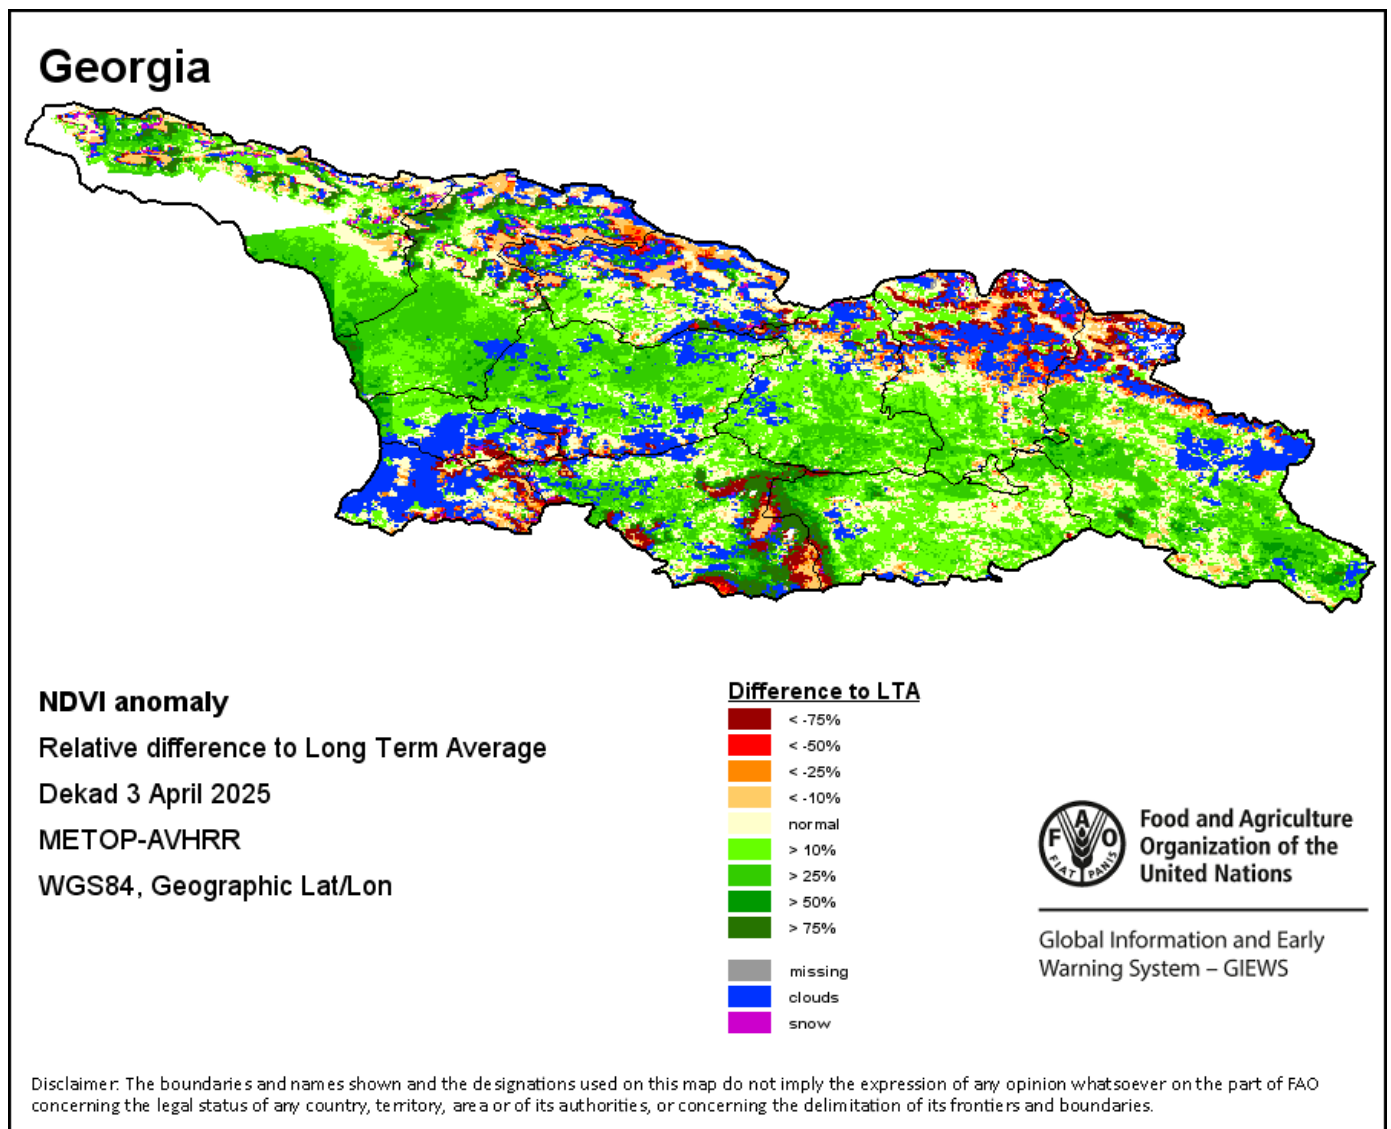 Georgia
NDVI anomaly
Relative difference to Long Term Average
Dekad 3 April 2025
METOP-AVHRR
WGS84, Geographic Lat/Lon
Difference to LTA
< -75%
< -50%
< -25%
< -10%
normal
> 10%
> 25%
> 50%
> 75%
missing
clouds
snow
F A O
FIAT PANIS
Food and Agriculture
Organization of the
United Nations
Global Information and Early
Warning System – GIEWS
Disclaimer: The boundaries and names shown and the designations used on this map do not imply the expression of any opinion whatsoever on the part of FAO
concerning the legal status of any country, territory, area or of its authorities, or concerning the delimitation of its frontiers and boundaries.